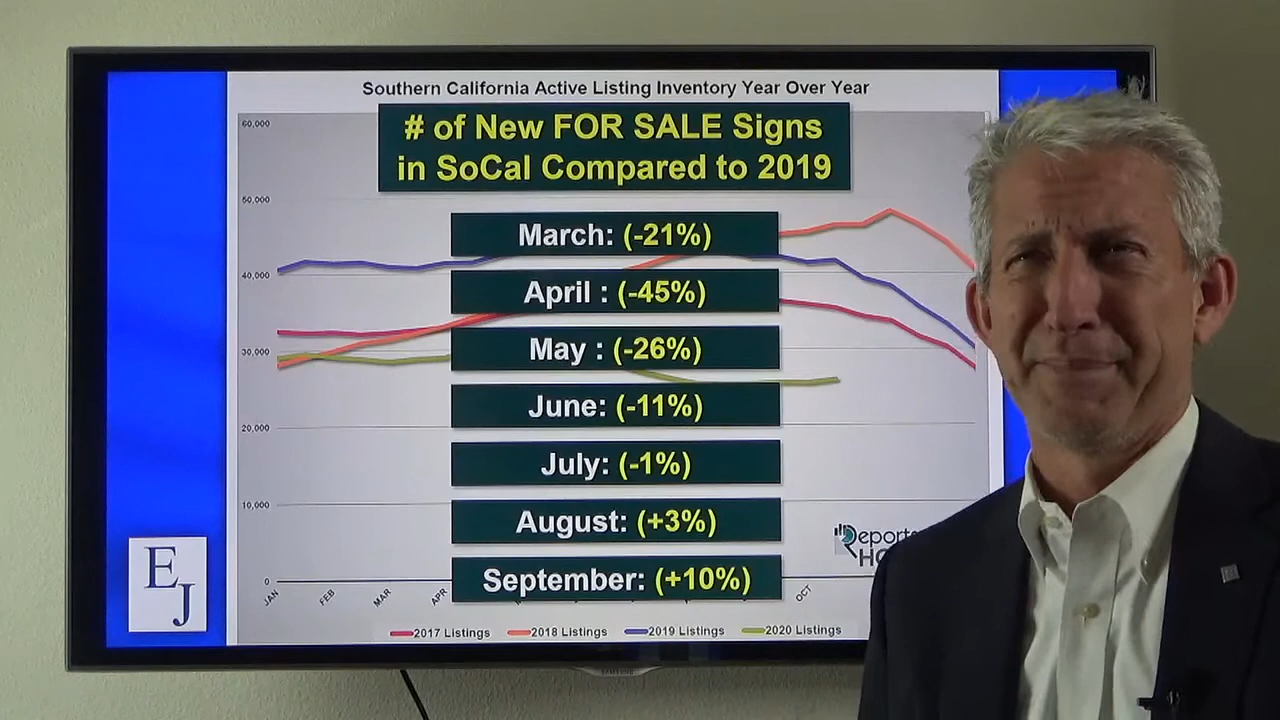 Southern California Active Listing Inventory Year Over Year
# of New FOR SALE Signs
in SoCal Compared to 2019
60,000
50,000
40,000
30,000
20,000
10,000
0
March: (-21%)
April : (-45%)
May : (-26%)
June: (-11%)
July: (-1%)
August: (+3%)
September: (+10%)
Reports
JAN
FEB
MAR
APR
OCT
2017 Listings
2018 Listings
2019 Listings
2020 Listings
EJ
SAMSUNG